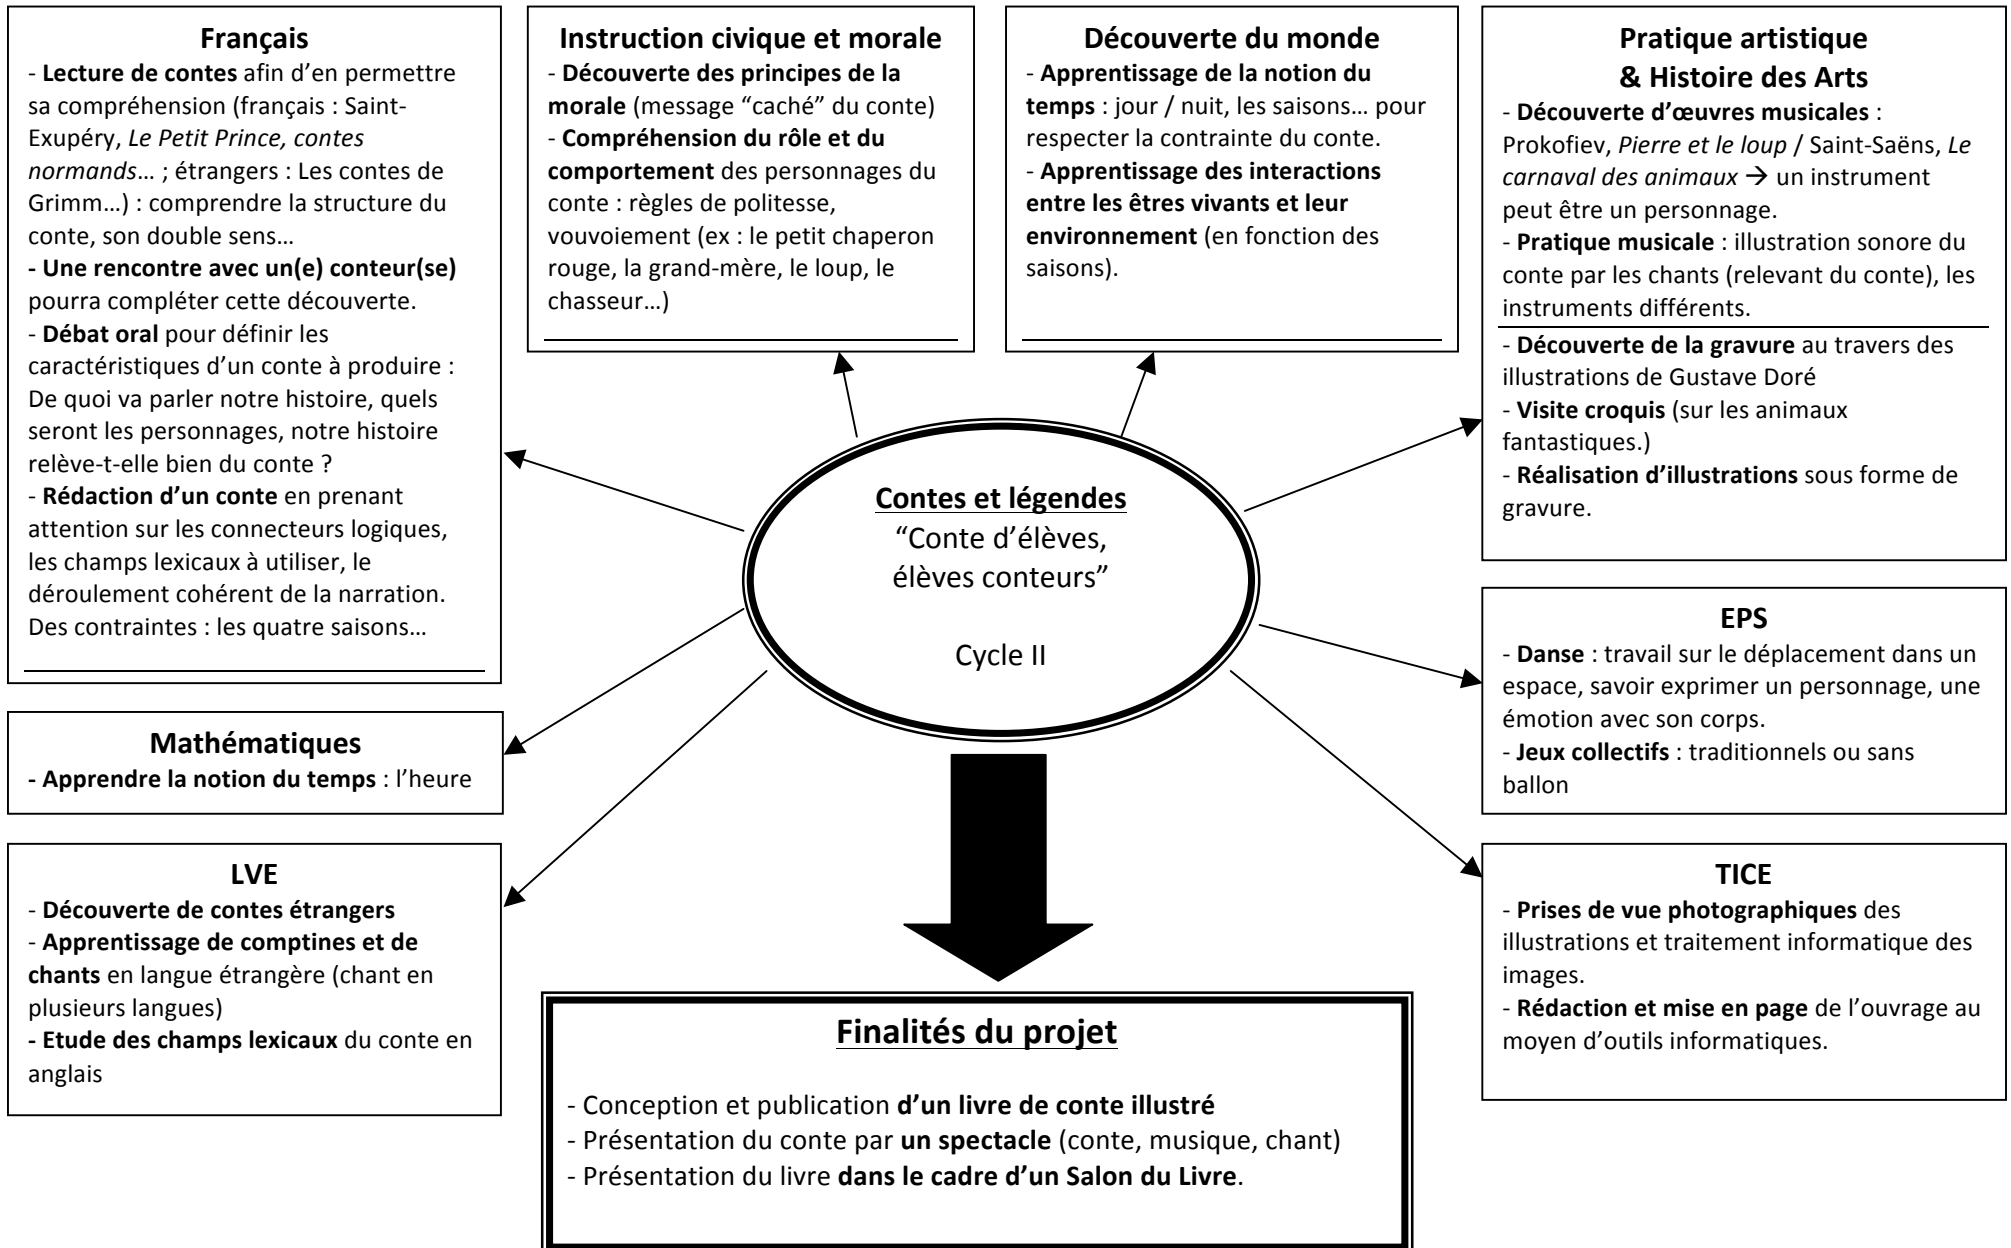 Français
- Lecture de contes afin d'en permettre
sa compréhension (français : Saint-
Exupéry, Le Petit Prince, contes
normands… ; étrangers : Les contes de
Grimm…) : comprendre la structure du
conte, son double sens…
- Une rencontre avec un(e) conteur(se)
pourra compléter cette découverte.
- Débat oral pour définir les
caractéristiques d'un conte à produire :
De quoi va parler notre histoire, quels
seront les personnages, notre histoire
relève-t-elle bien du conte ?
- Rédaction d'un conte en prenant
attention sur les connecteurs logiques,
les champs lexicaux à utiliser, le
déroulement cohérent de la narration.
Des contraintes : les quatre saisons…
Instruction civique et morale
- Découverte des principes de la
morale (message “caché” du conte)
- Compréhension du rôle et du
comportement des personnages du
conte : règles de politesse,
vouvoiement (ex : le petit chaperon
rouge, la grand-mère, le loup, le
chasseur…)
Découverte du monde
- Apprentissage de la notion du
temps : jour / nuit, les saisons… pour
respecter la contrainte du conte.
- Apprentissage des interactions
entre les êtres vivants et leur
environnement (en fonction des
saisons).
Pratique artistique
& Histoire des Arts
- Découverte d'œuvres musicales :
Prokofiev, Pierre et le loup / Saint-Saëns, Le
carnaval des animaux → un instrument
peut être un personnage.
- Pratique musicale : illustration sonore du
conte par les chants (relevant du conte), les
instruments différents.
- Découverte de la gravure au travers des
illustrations de Gustave Doré
- Visite croquis (sur les animaux
fantastiques.)
- Réalisation d'illustrations sous forme de
gravure.
Contes et légendes
“Conte d'élèves,
élèves conteurs”
Cycle II
Mathématiques
- Apprendre la notion du temps : l'heure
EPS
- Danse : travail sur le déplacement dans un
espace, savoir exprimer un personnage, une
émotion avec son corps.
- Jeux collectifs : traditionnels ou sans
ballon
LVE
- Découverte de contes étrangers
- Apprentissage de comptines et de
chants en langue étrangère (chant en
plusieurs langues)
- Etude des champs lexicaux du conte en
anglais
TICE
- Prises de vue photographiques des
illustrations et traitement informatique des
images.
- Rédaction et mise en page de l'ouvrage au
moyen d'outils informatiques.
Finalités du projet
- Conception et publication d'un livre de conte illustré
- Présentation du conte par un spectacle (conte, musique, chant)
- Présentation du livre dans le cadre d'un Salon du Livre.